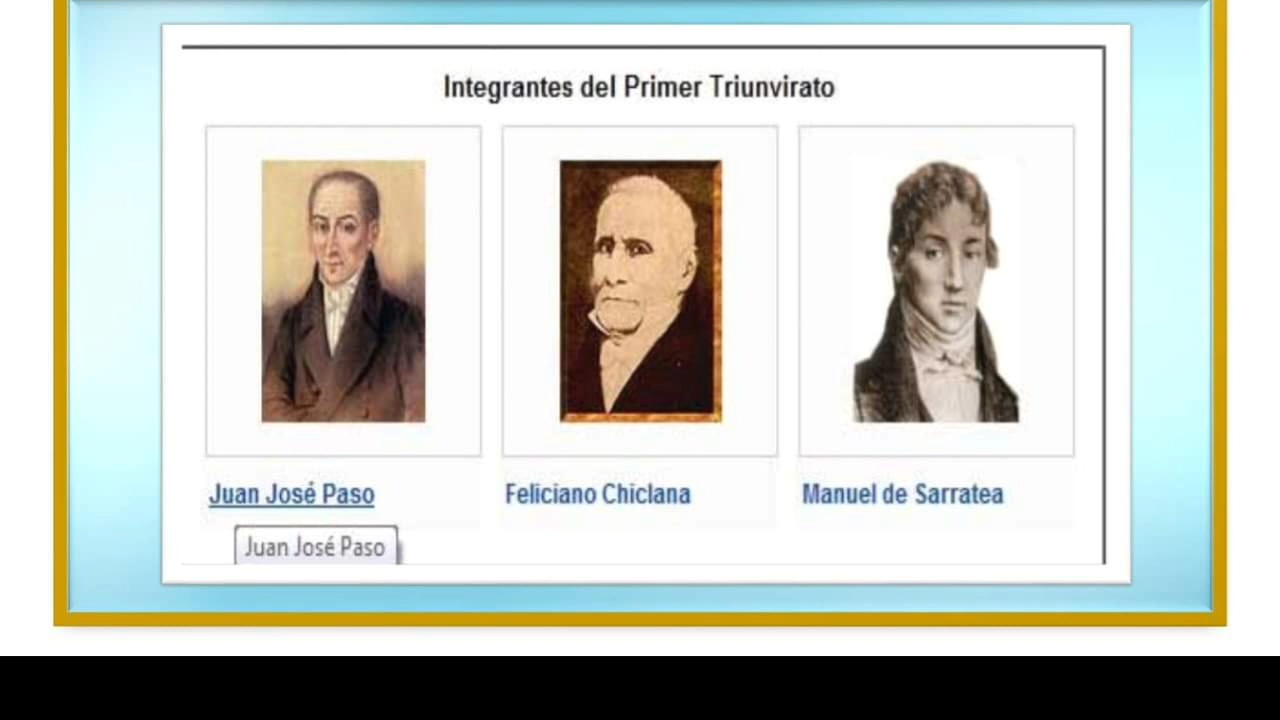 Integrantes del Primer Triunvirato
Juan José Paso
Feliciano Chiclana
Manuel de Sarratea
Juan José Paso